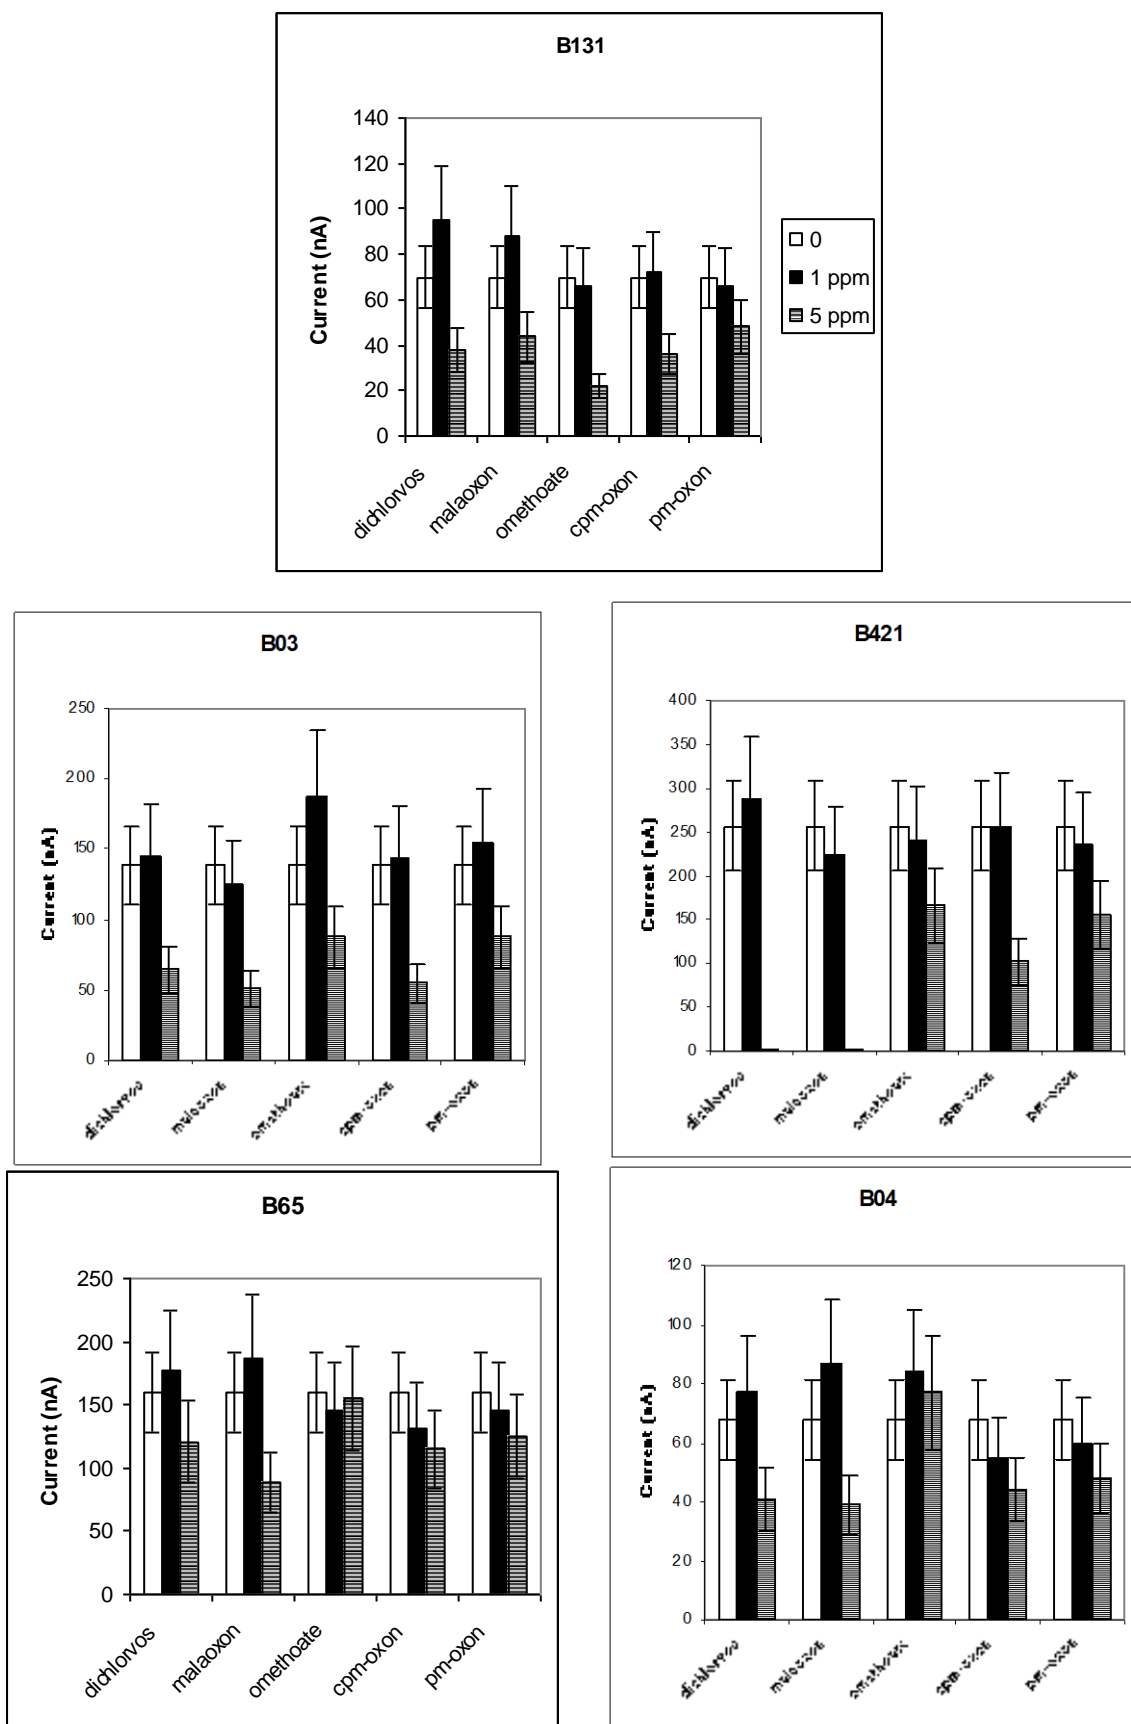 B131
140
120
100
80
60
40
20
0
Current (nA)
dichlorvos
malaoxon
omethoate
cpm-oxon
pm-oxon
0
1 ppm
5 ppm
B03
250
200
150
100
50
0
Current (nA)
B421
400
350
300
250
200
150
100
50
0
Current (nA)
B65
250
200
150
100
50
0
Current (nA)
dichlorvos
malaoxon
omethoate
cpm-oxon
pm-oxon
B04
120
100
80
60
40
20
0
Current (nA)